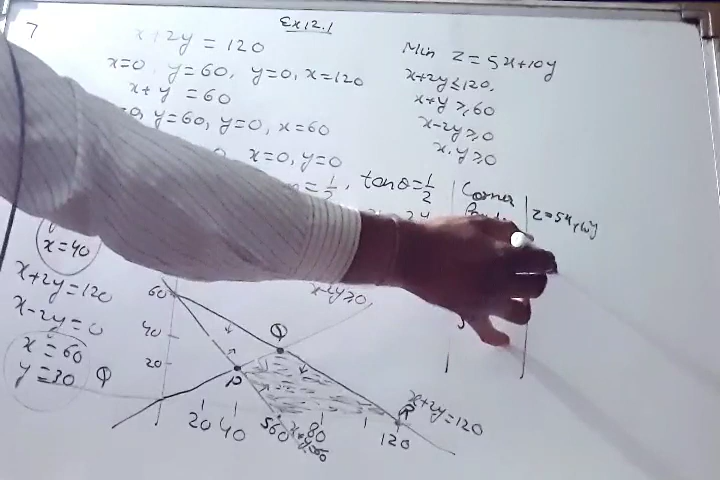 Ex 12.1
7
x+2y = 120
x=0, y=60, y=0, x=120
x+y = 60
y=60, y=0, x=60
x=0, y=0
tanθ=1/2
x=40
x+2y=120
x-2y=0
x=60
y=30 Q
Min Z=5x+10y
x+2y≤120,
x+y≥60
x-2y≥0
x,y≥0
Corner
Z=5x+10y
60
40
20
x-2y≥0
Q
P
R
x+2y=120
20 40 80 120